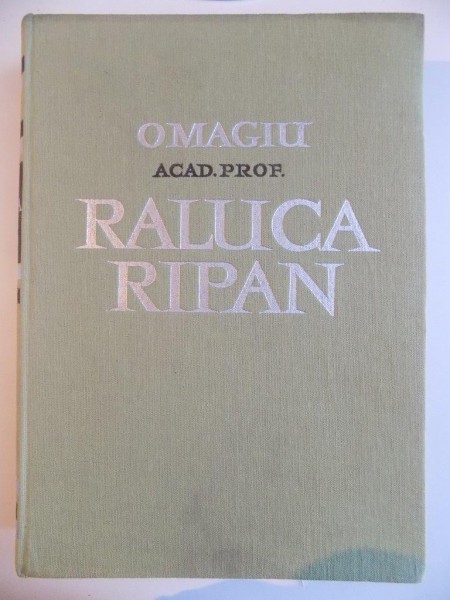 OMAGIU
ACAD. PROF.
RALUCA
RIPAN